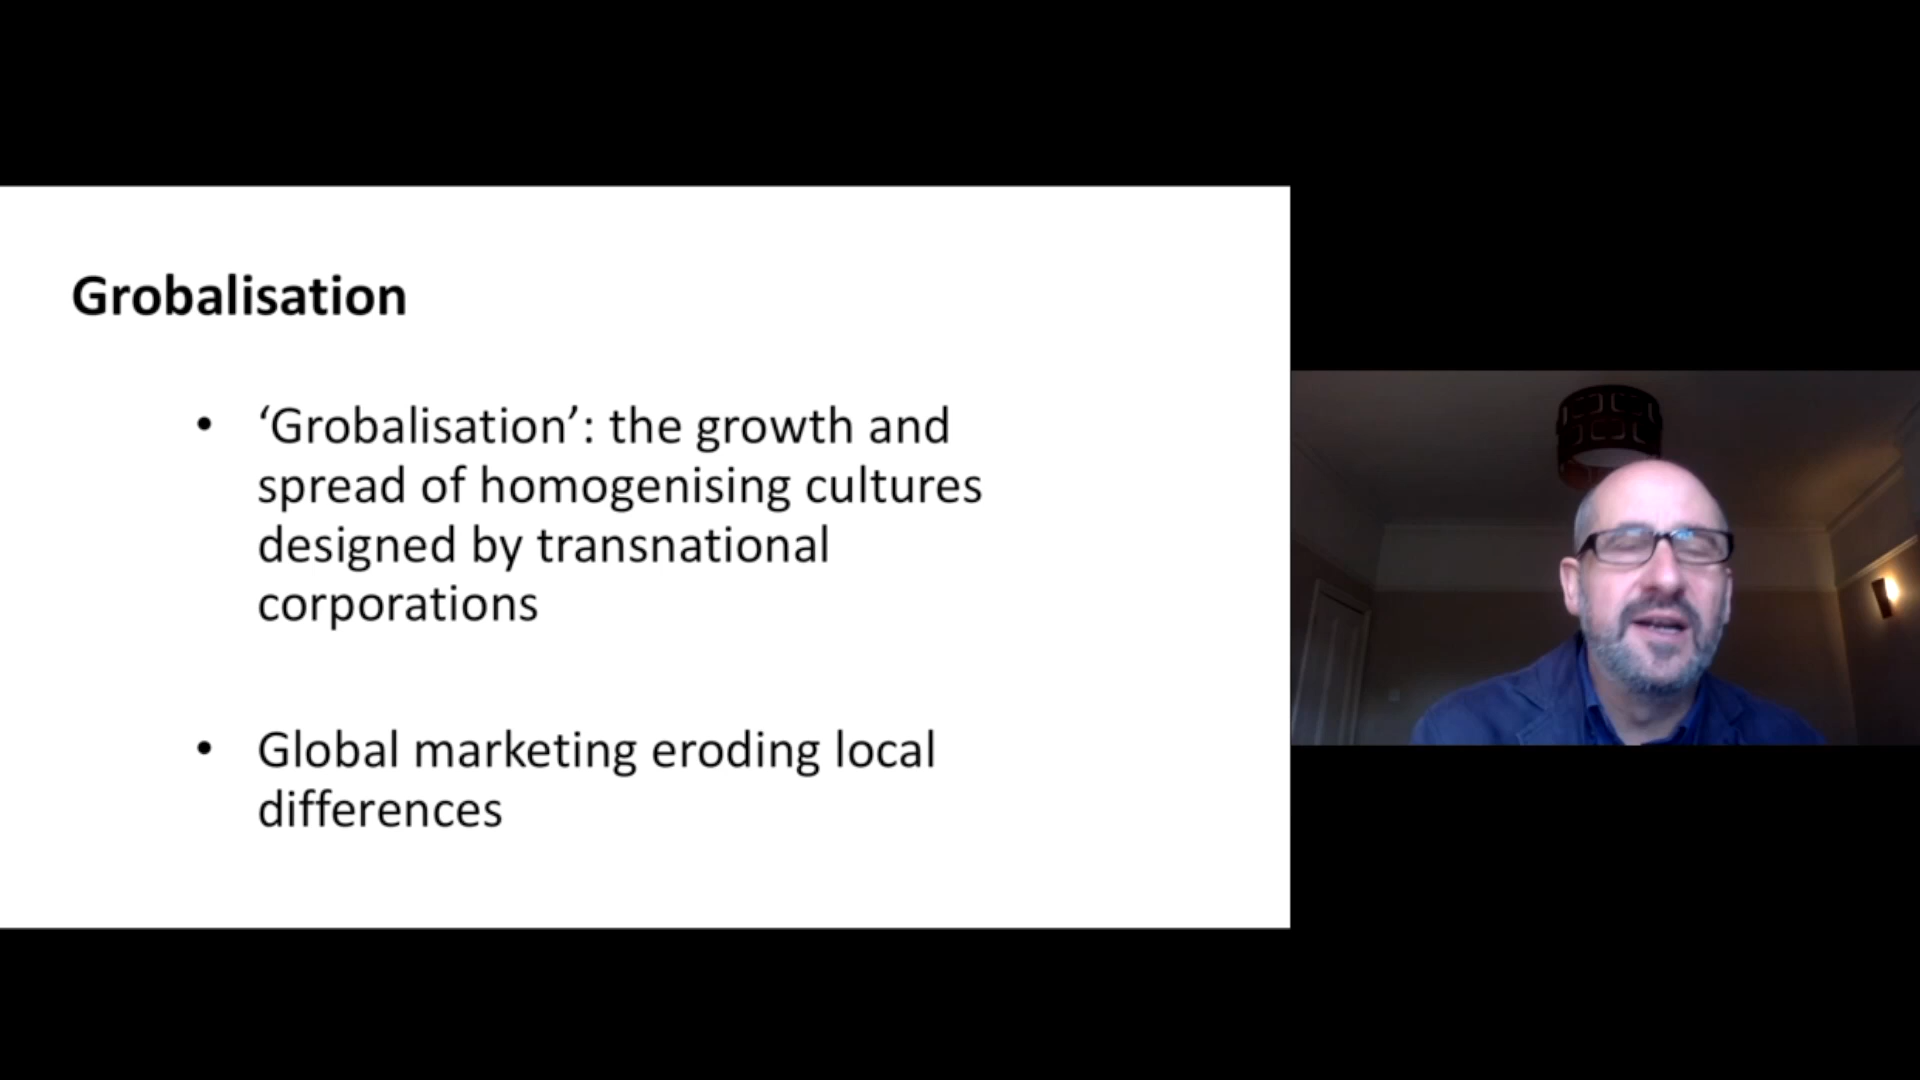 Grobalisation
• ‘Grobalisation’: the growth and
spread of homogenising cultures
designed by transnational
corporations
• Global marketing eroding local
differences